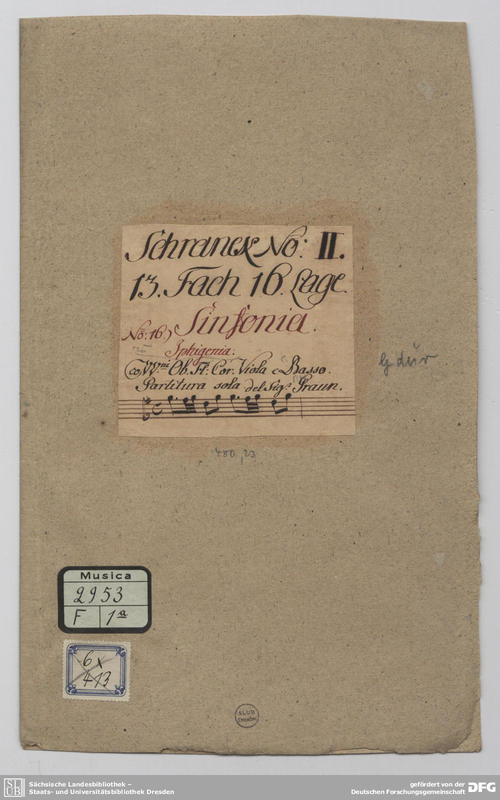 Schranck No: II.
13. Fach 16. Lage.
No: 16) Sinfonia.
Iphigenia.
co VV.ni Ob. Fl: Cor. Viola e Basso.
Partitura sola del Sig.r Graun.
G dur
480,23
Musica
2953
F 1a
6x
413
SLUB
DRESDEN
Sächsische Landesbibliothek –
Staats- und Universitätsbibliothek Dresden
gefördert von der
Deutschen Forschungsgemeinschaft
DFG